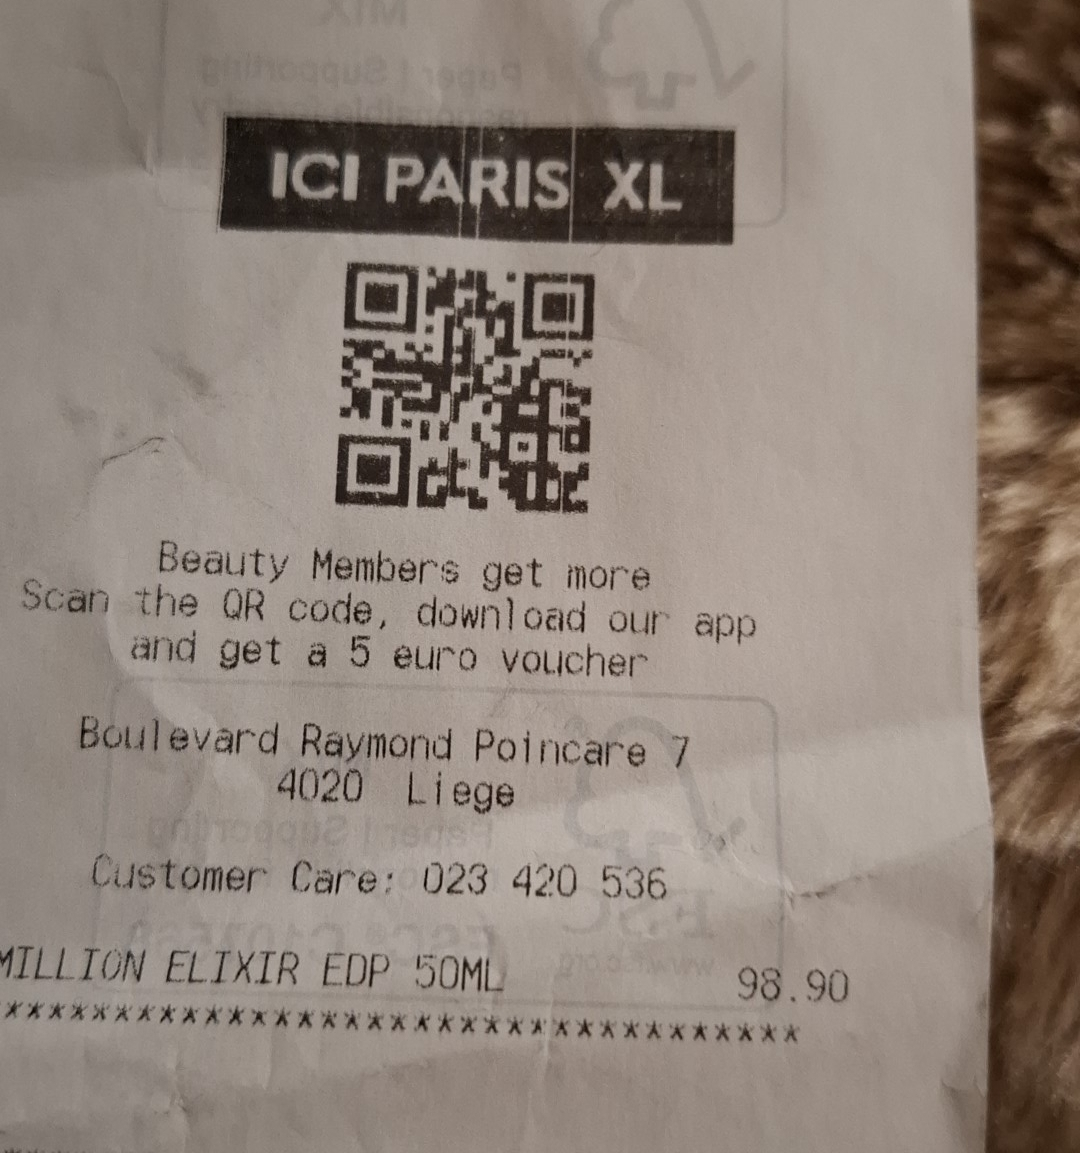 ICI PARIS XL
Beauty Members get more
Scan the QR code, download our app
and get a 5 euro voucher
Boulevard Raymond Poincare 7
4020 Liege
Customer Care: 023 420 536
MILLION ELIXIR EDP 50ML 98.90
***********************************